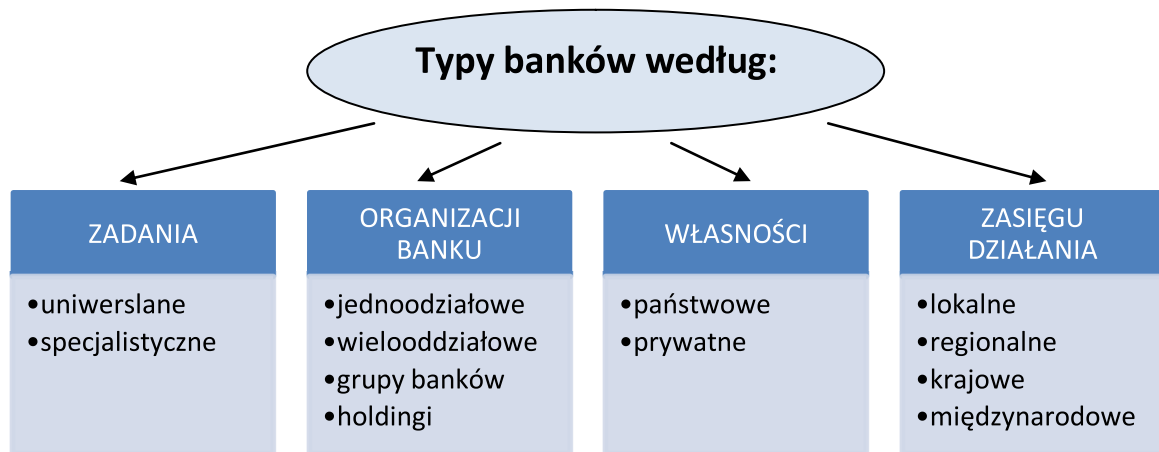 Typy banków według:
ZADANIA
•uniwerslane
•specjalistyczne
ORGANIZACJI
BANKU
•jednoodziałowe
•wielooddziałowe
•grupy banków
•holdingi
WŁASNOŚCI
•państwowe
•prywatne
ZASIĘGU
DZIAŁANIA
•lokalne
•regionalne
•krajowe
•międzynarodowe